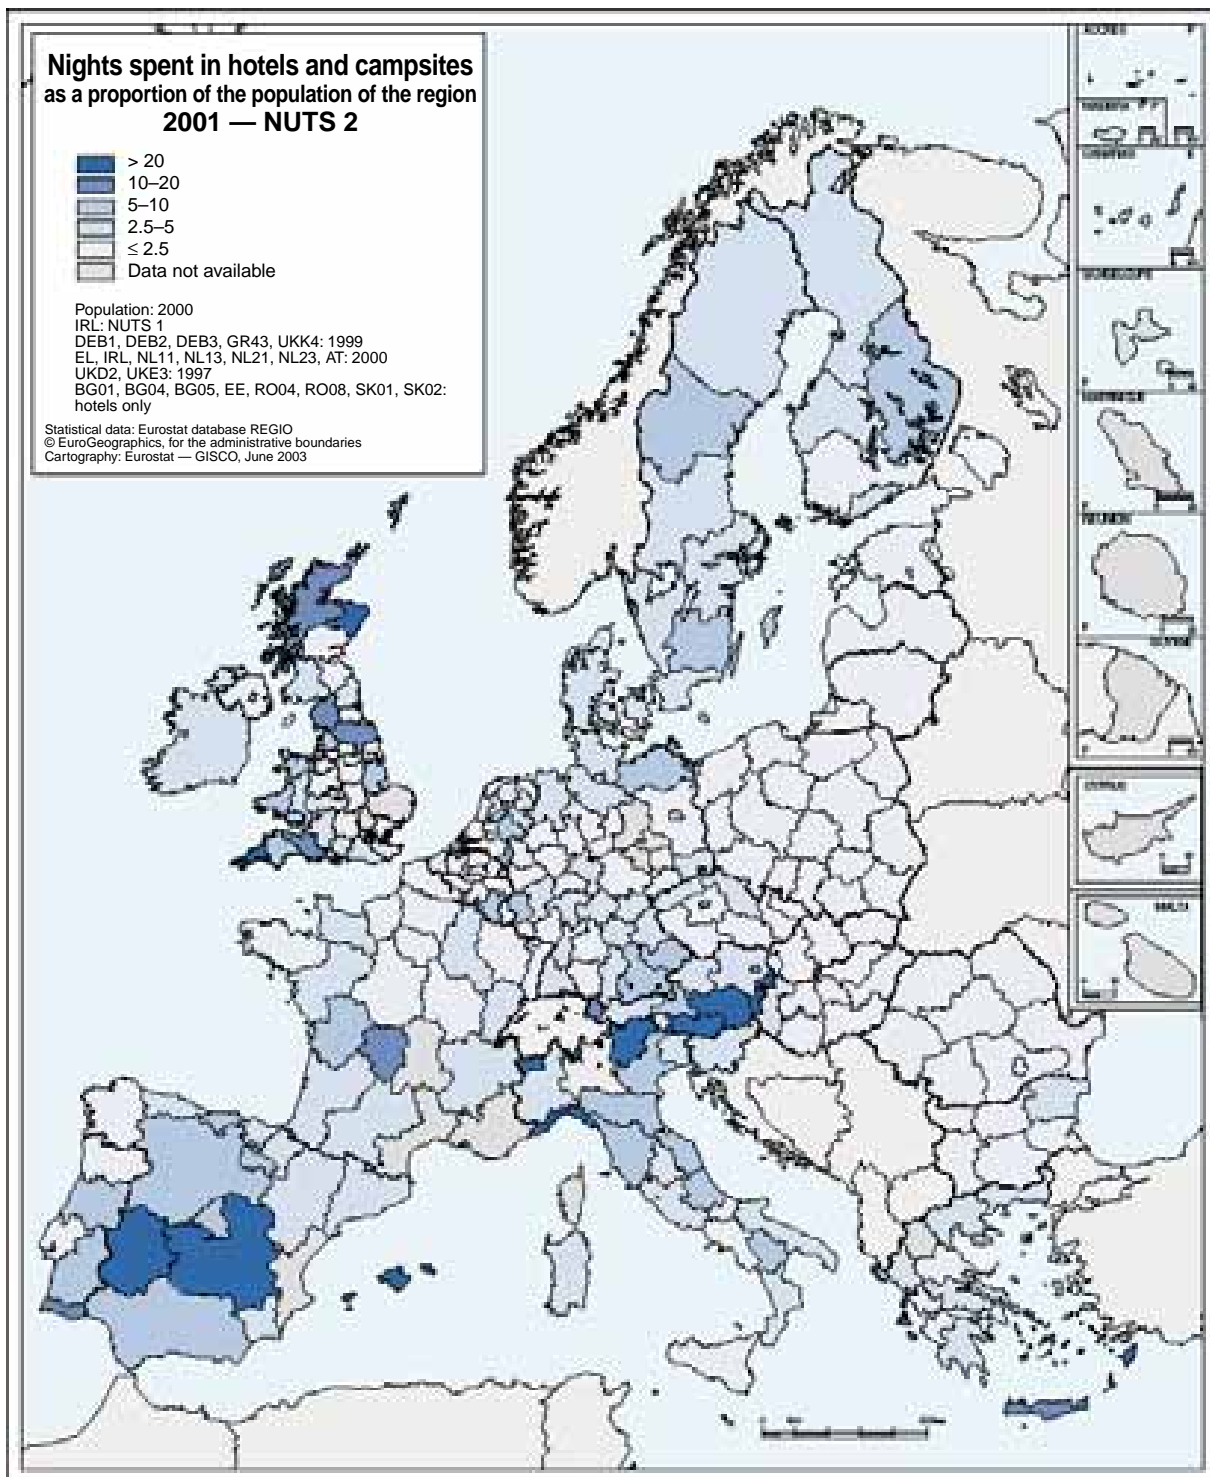 Nights spent in hotels and campsites
as a proportion of the population of the region
2001 — NUTS 2
> 20
10–20
5–10
2.5–5
≤ 2.5
Data not available
Population: 2000
IRL: NUTS 1
DEB1, DEB2, DEB3, GR43, UKK4: 1999
EL, IRL, NL11, NL13, NL21, NL23, AT: 2000
UKD2, UKE3: 1997
BG01, BG04, BG05, EE, RO04, RO08, SK01, SK02:
hotels only
Statistical data: Eurostat database REGIO
© EuroGeographics, for the administrative boundaries
Cartography: Eurostat — GISCO, June 2003
GUADELOUPE
CYPRUS
MALTA